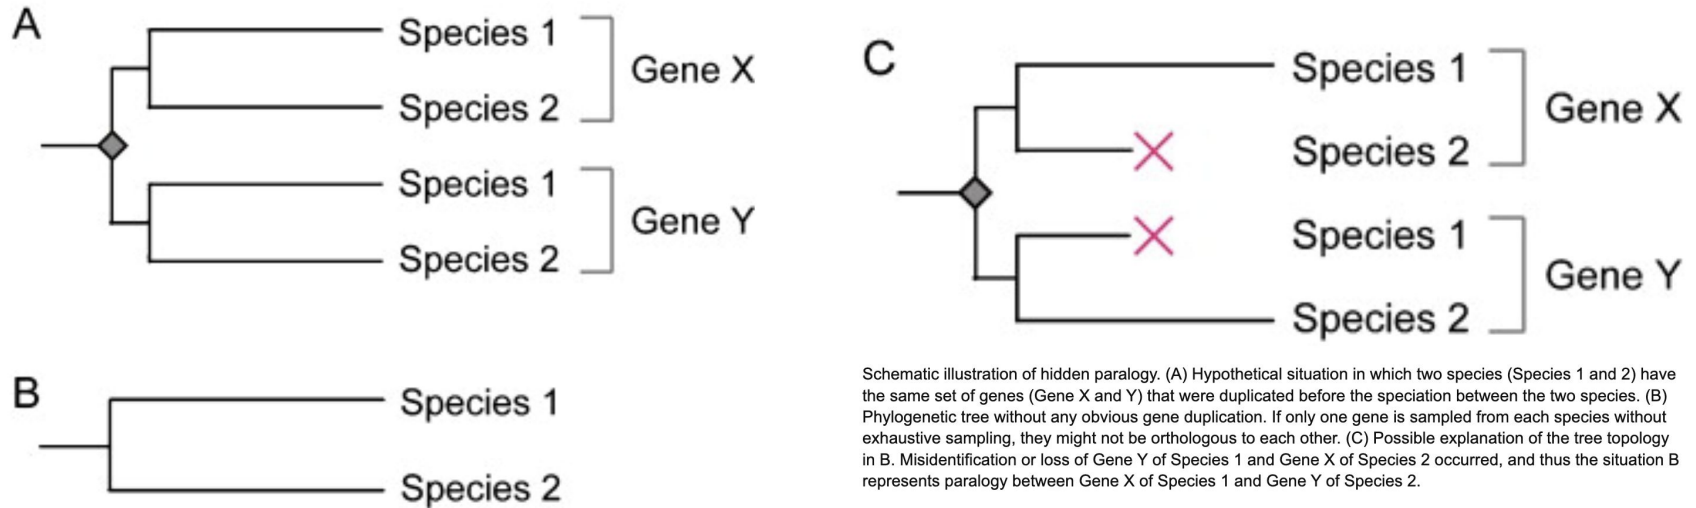 A
Species 1
Gene X
Species 2
Species 1
Gene Y
Species 2
B
Species 1
Species 2
C
Species 1
Gene X
Species 2
Species 1
Gene Y
Species 2
Schematic illustration of hidden paralogy. (A) Hypothetical situation in which two species (Species 1 and 2) have
the same set of genes (Gene X and Y) that were duplicated before the speciation between the two species. (B)
Phylogenetic tree without any obvious gene duplication. If only one gene is sampled from each species without
exhaustive sampling, they might not be orthologous to each other. (C) Possible explanation of the tree topology
in B. Misidentification or loss of Gene Y of Species 1 and Gene X of Species 2 occurred, and thus the situation B
represents paralogy between Gene X of Species 1 and Gene Y of Species 2.